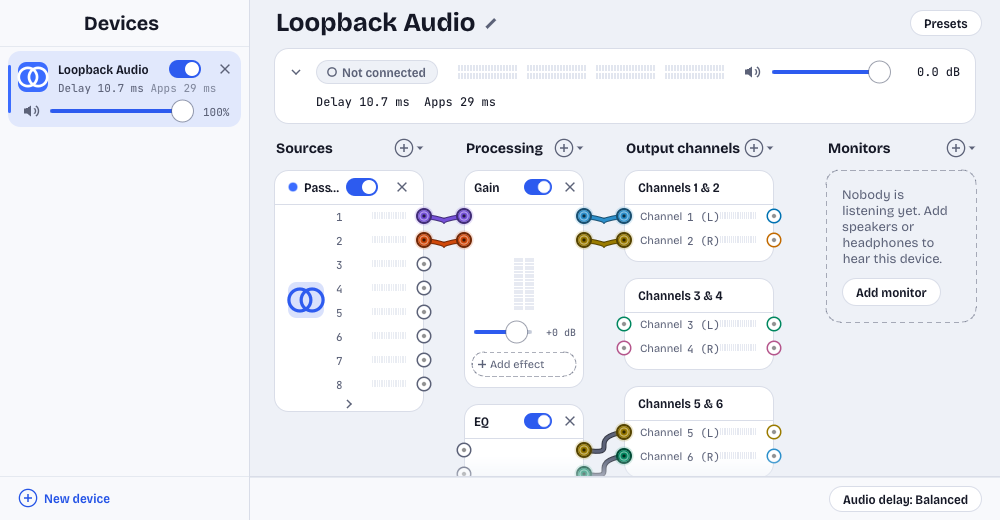 Devices
Loopback Audio
Delay 10.7 ms Apps 29 ms
100%
New device
Loopback Audio
Presets
Not connected
0.0 dB
Delay 10.7 ms Apps 29 ms
Sources
Processing
Output channels
Monitors
Pass...
1
2
3
4
5
6
7
8
Gain
+0 dB
+ Add effect
EQ
Channels 1 & 2
Channel 1 (L)
Channel 2 (R)
Channels 3 & 4
Channel 3 (L)
Channel 4 (R)
Channels 5 & 6
Channel 5 (L)
Channel 6 (R)
Nobody is
listening yet. Add
speakers or
headphones to
hear this device.
Add monitor
Audio delay: Balanced